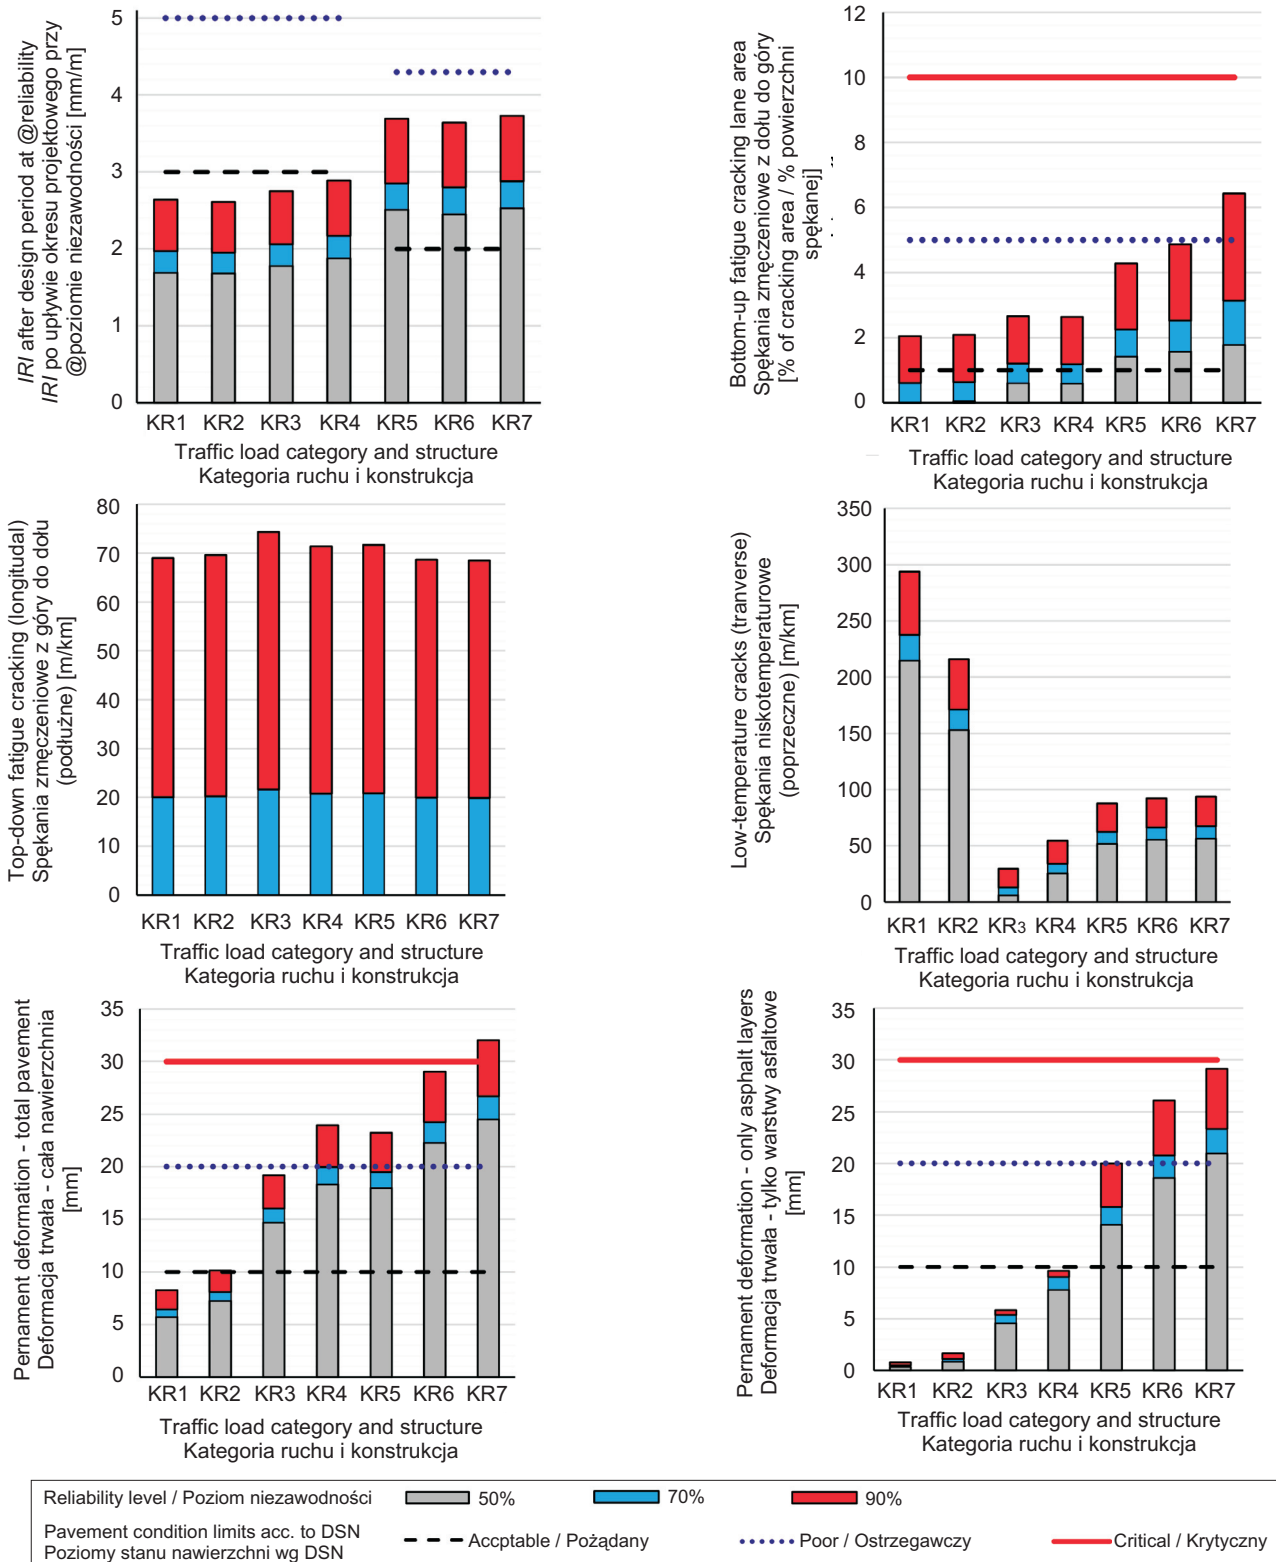 IRI after design period at @reliability
IRI po upływie okresu projektowego przy
@poziomie niezawodności [mm/m]
5
4
3
2
1
0
KR1 KR2 KR3 KR4 KR5 KR6 KR7
Traffic load category and structure
Kategoria ruchu i konstrukcja
Bottom-up fatigue cracking lane area
Spękania zmęczeniowe z dołu do góry
[% of cracking area / % powierzchni
spękanej]
12
10
8
6
4
2
0
KR1 KR2 KR3 KR4 KR5 KR6 KR7
Traffic load category and structure
Kategoria ruchu i konstrukcja
Top-down fatigue cracking (longitudal)
Spękania zmęczeniowe z góry do dołu
(podłużne) [m/km]
80
70
60
50
40
30
20
10
0
KR1 KR2 KR3 KR4 KR5 KR6 KR7
Traffic load category and structure
Kategoria ruchu i konstrukcja
Low-temperature cracks (tranverse)
Spękania niskotemperaturowe
(poprzeczne) [m/km]
350
300
250
200
150
100
50
0
KR1 KR2 KR3 KR4 KR5 KR6 KR7
Traffic load category and structure
Kategoria ruchu i konstrukcja
Pernament deformation - total pavement
Deformacja trwała - cała nawierzchnia
[mm]
35
30
25
20
15
10
5
0
KR1 KR2 KR3 KR4 KR5 KR6 KR7
Traffic load category and structure
Kategoria ruchu i konstrukcja
Pernament deformation - only asphalt layers
Deformacja trwała - tylko warstwy asfaltowe
[mm]
35
30
25
20
15
10
5
0
KR1 KR2 KR3 KR4 KR5 KR6 KR7
Traffic load category and structure
Kategoria ruchu i konstrukcja
Reliability level / Poziom niezawodności 50% 70% 90%
Pavement condition limits acc. to DSN
Poziomy stanu nawierzchni wg DSN
Accptable / Pożądany Poor / Ostrzegawczy Critical / Krytyczny